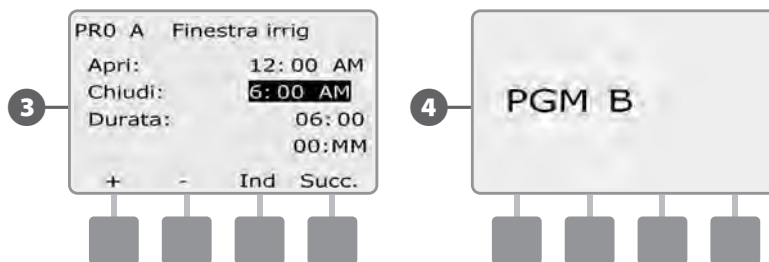 PR0 A Finestra irrig
Apri: 12:00 AM
3
Chiudi: 6:00 AM
Durata: 06:00
00:MM
+ - Ind Succ.
4
PGM B